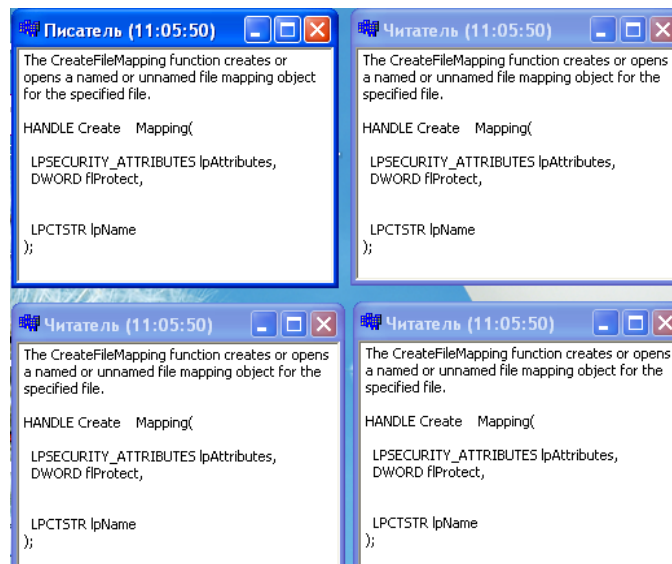 Писатель (11:05:50)
The CreateFileMapping function creates or
opens a named or unnamed file mapping object
for the specified file.
HANDLE Create    Mapping(
LPSECURITY_ATTRIBUTES lpAttributes,
DWORD flProtect,
LPCTSTR lpName
);
Читатель (11:05:50)
The CreateFileMapping function creates or opens
a named or unnamed file mapping object for the
specified file.
HANDLE Create    Mapping(
LPSECURITY_ATTRIBUTES lpAttributes,
DWORD flProtect,
LPCTSTR lpName
);
Читатель (11:05:50)
The CreateFileMapping function creates or opens
a named or unnamed file mapping object for the
specified file.
HANDLE Create    Mapping(
LPSECURITY_ATTRIBUTES lpAttributes,
DWORD flProtect,
LPCTSTR lpName
);
Читатель (11:05:50)
The CreateFileMapping function creates or opens
a named or unnamed file mapping object for the
specified file.
HANDLE Create    Mapping(
LPSECURITY_ATTRIBUTES lpAttributes,
DWORD flProtect,
LPCTSTR lpName
);